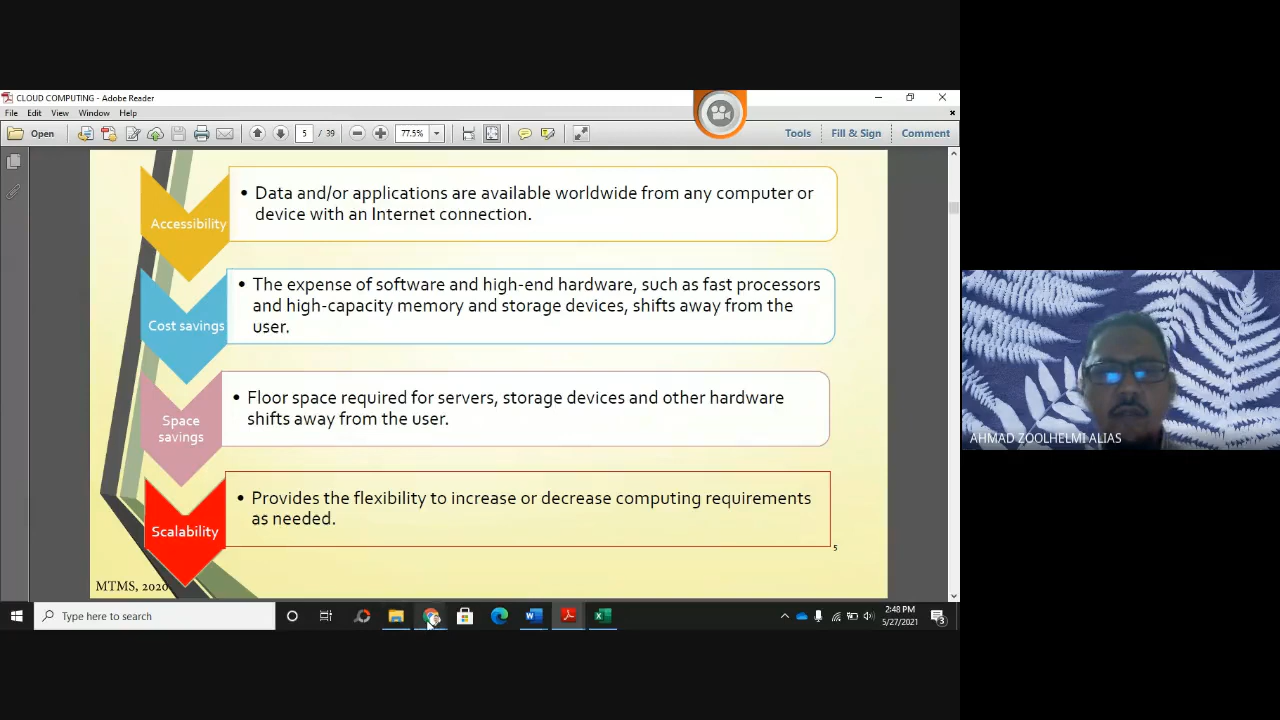 CLOUD COMPUTING - Adobe Reader
File Edit View Window Help
Open 5 / 39 77.5% Tools Fill & Sign Comment
Accessibility
• Data and/or applications are available worldwide from any computer or
device with an Internet connection.
Cost savings
• The expense of software and high-end hardware, such as fast processors
and high-capacity memory and storage devices, shifts away from the
user.
Space
savings
• Floor space required for servers, storage devices and other hardware
shifts away from the user.
Scalability
• Provides the flexibility to increase or decrease computing requirements
as needed.
5
MTMS, 2020
AHMAD ZOOLHELMI ALIAS
Type here to search
2:48 PM
5/27/2021
3